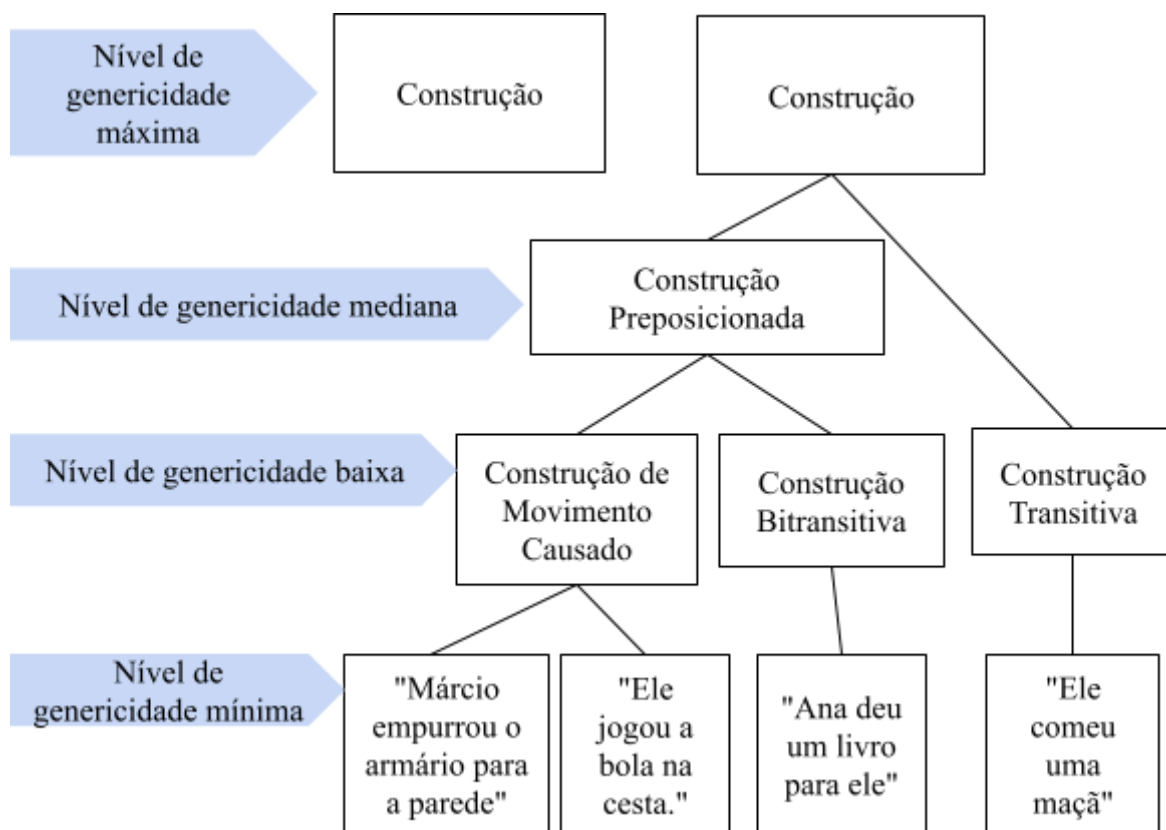 Nível de
genericidade
máxima
Construção
Construção
Nível de genericidade mediana
Construção
Preposicionada
Nível de genericidade baixa
Construção de
Movimento
Causado
Construção
Bitransitiva
Construção
Transitiva
Nível de
genericidade mínima
"Márcio
empurrou o
armário para
a parede"
"Ele
jogou a
bola na
cesta."
"Ana deu
um livro
para ele"
"Ele
comeu
uma
maçã"